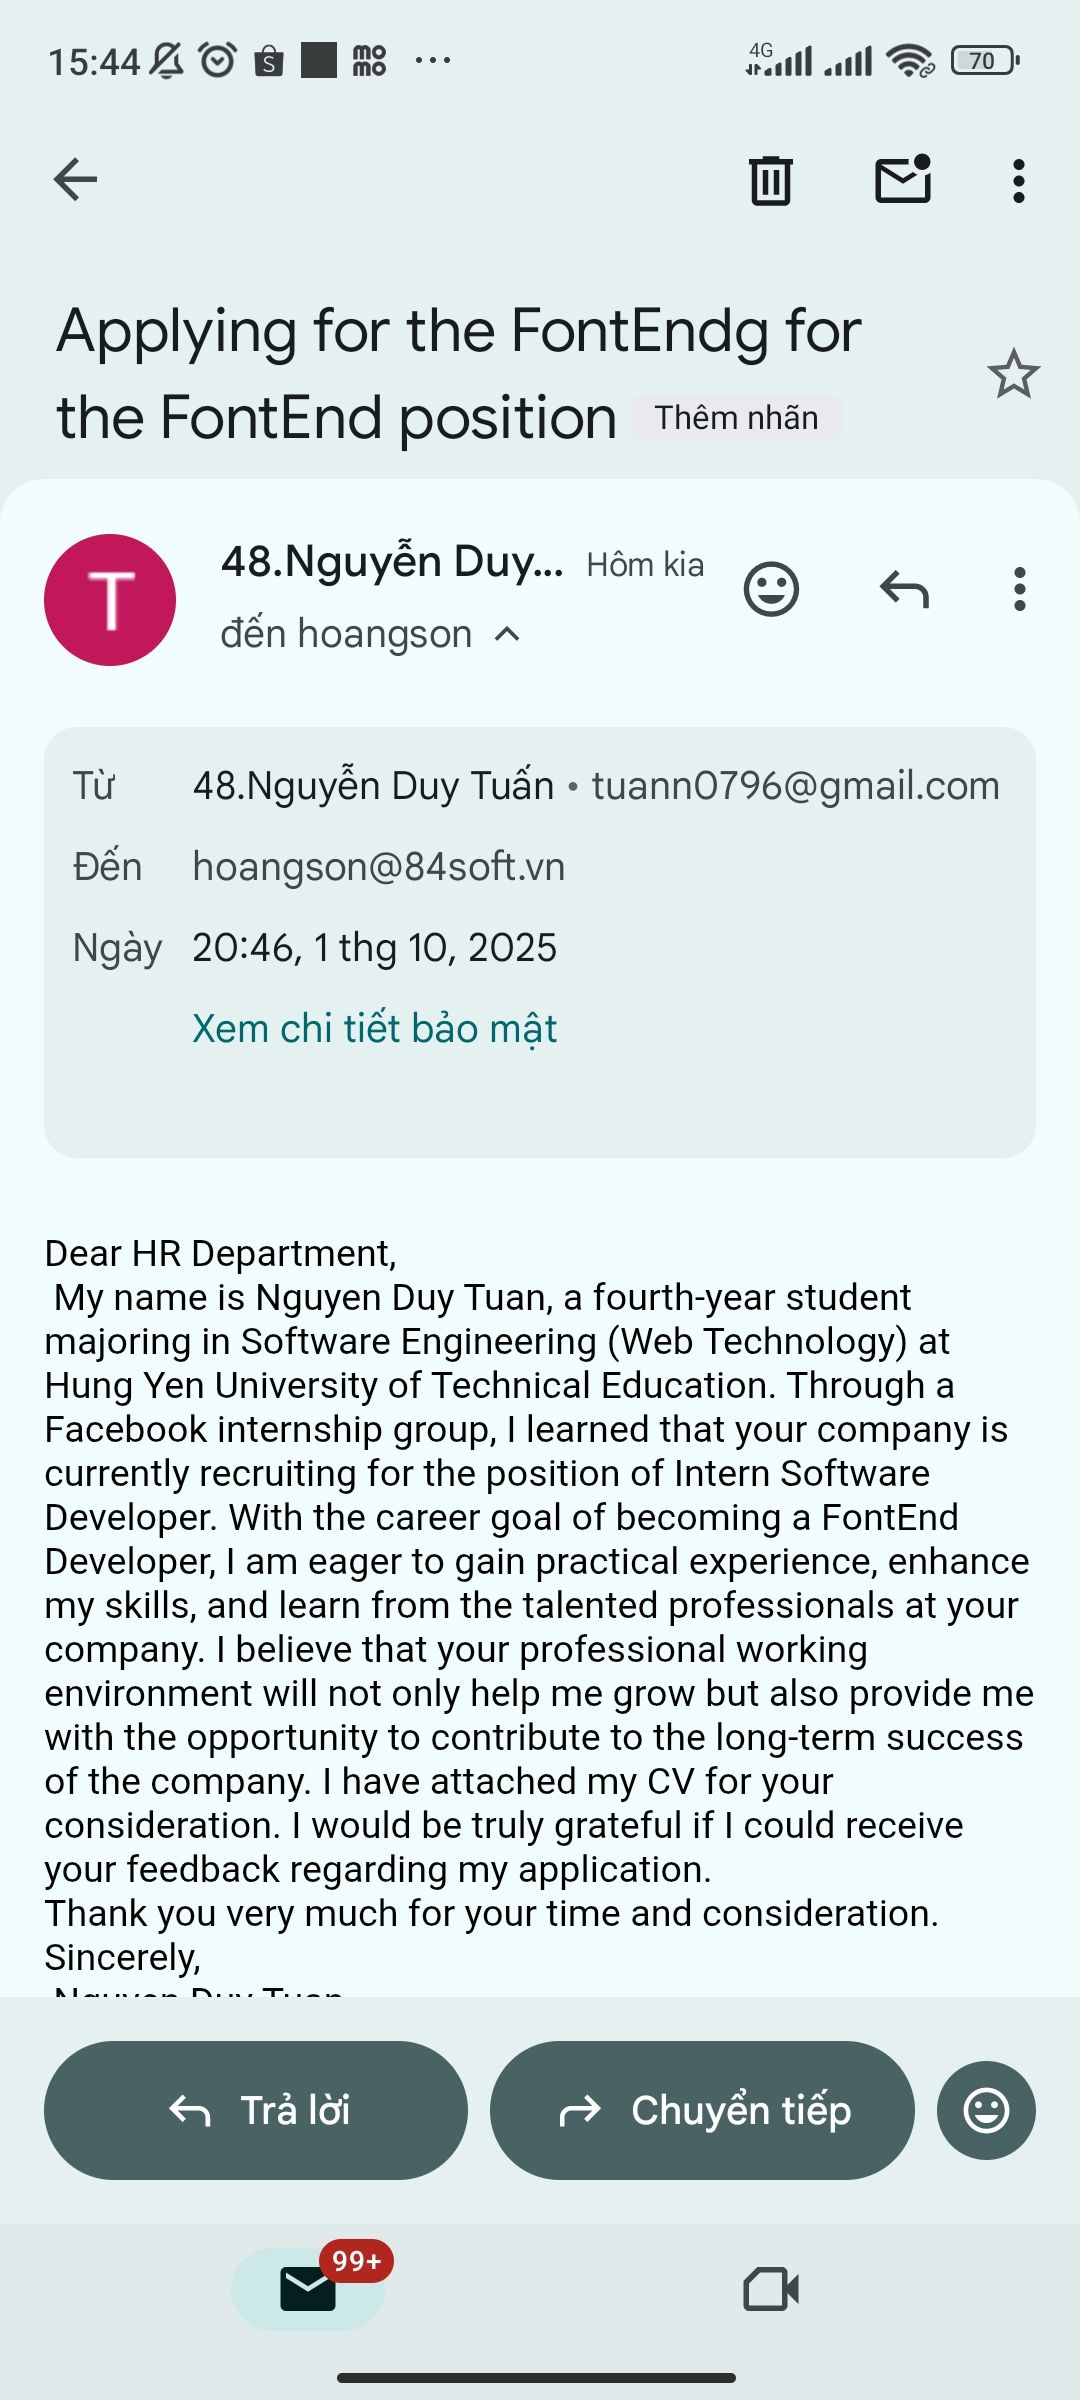 15:44
4G
70
Applying for the FontEndg for
the FontEnd position Thêm nhãn
T
48.Nguyễn Duy... Hôm kia
đến hoangson
Từ 48.Nguyễn Duy Tuấn • tuann0796@gmail.com
Đến hoangson@84soft.vn
Ngày 20:46, 1 thg 10, 2025
Xem chi tiết bảo mật
Dear HR Department,
My name is Nguyen Duy Tuan, a fourth-year student
majoring in Software Engineering (Web Technology) at
Hung Yen University of Technical Education. Through a
Facebook internship group, I learned that your company is
currently recruiting for the position of Intern Software
Developer. With the career goal of becoming a FontEnd
Developer, I am eager to gain practical experience, enhance
my skills, and learn from the talented professionals at your
company. I believe that your professional working
environment will not only help me grow but also provide me
with the opportunity to contribute to the long-term success
of the company. I have attached my CV for your
consideration. I would be truly grateful if I could receive
your feedback regarding my application.
Thank you very much for your time and consideration.
Sincerely,
Nguyen Duy Tuan
Trả lời
Chuyển tiếp
99+